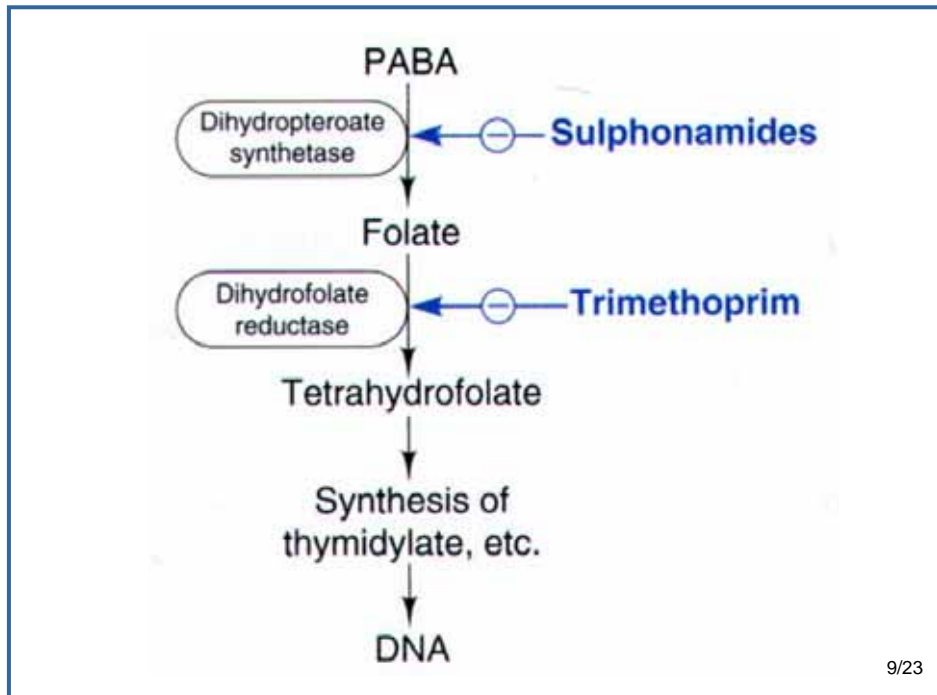 PABA
Dihydropteroate
synthetase
Sulphonamides
Folate
Dihydrofolate
reductase
Trimethoprim
Tetrahydrofolate
Synthesis of
thymidylate, etc.
DNA
9/23